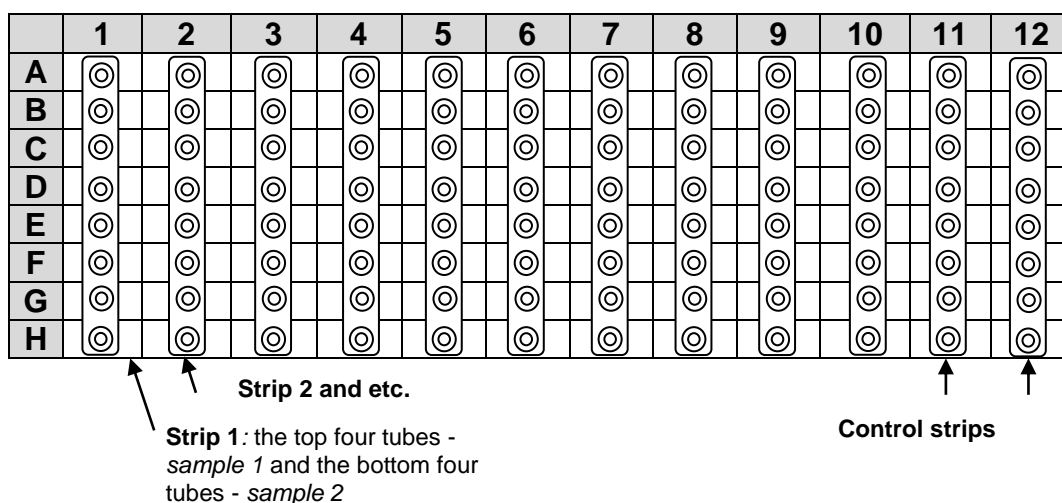 1 2 3 4 5 6 7 8 9 10 11 12
A
B
C
D
E
F
G
H
Strip 2 and etc.
Strip 1: the top four tubes -
sample 1 and the bottom four
tubes - sample 2
Control strips